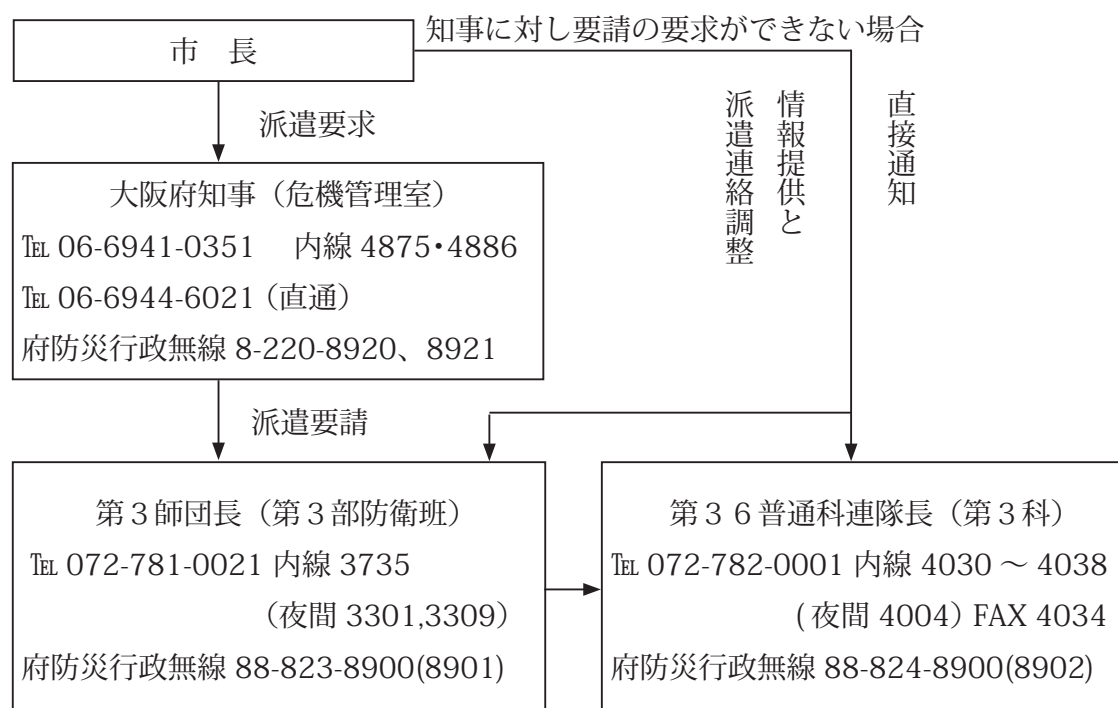 知事に対し要請の要求ができない場合
市 長
派遣要求
直接通知
情報提供と
派遣連絡調整
大阪府知事（危機管理室）
℡ 06-6941-0351 内線 4875・4886
℡ 06-6944-6021（直通）
府防災行政無線 8-220-8920、8921
派遣要請
第３師団長（第３部防衛班）
℡ 072-781-0021 内線 3735
（夜間 3301,3309）
府防災行政無線 88-823-8900(8901)
第３６普通科連隊長（第３科）
℡ 072-782-0001 内線 4030 ～ 4038
( 夜間 4004）FAX 4034
府防災行政無線 88-824-8900(8902)